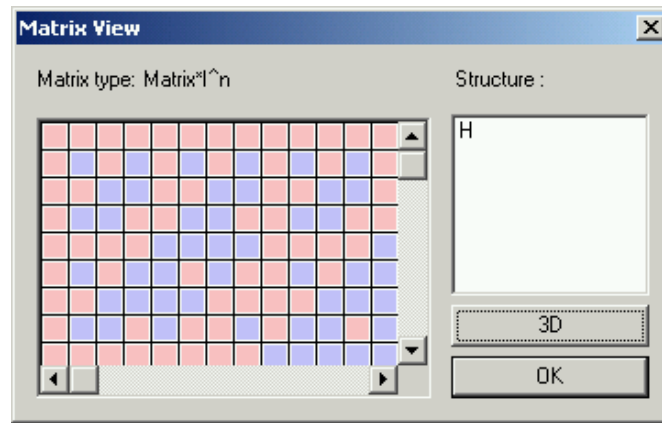 Matrix View
Matrix type: Matrix*I^n
Structure :
H
3D
OK